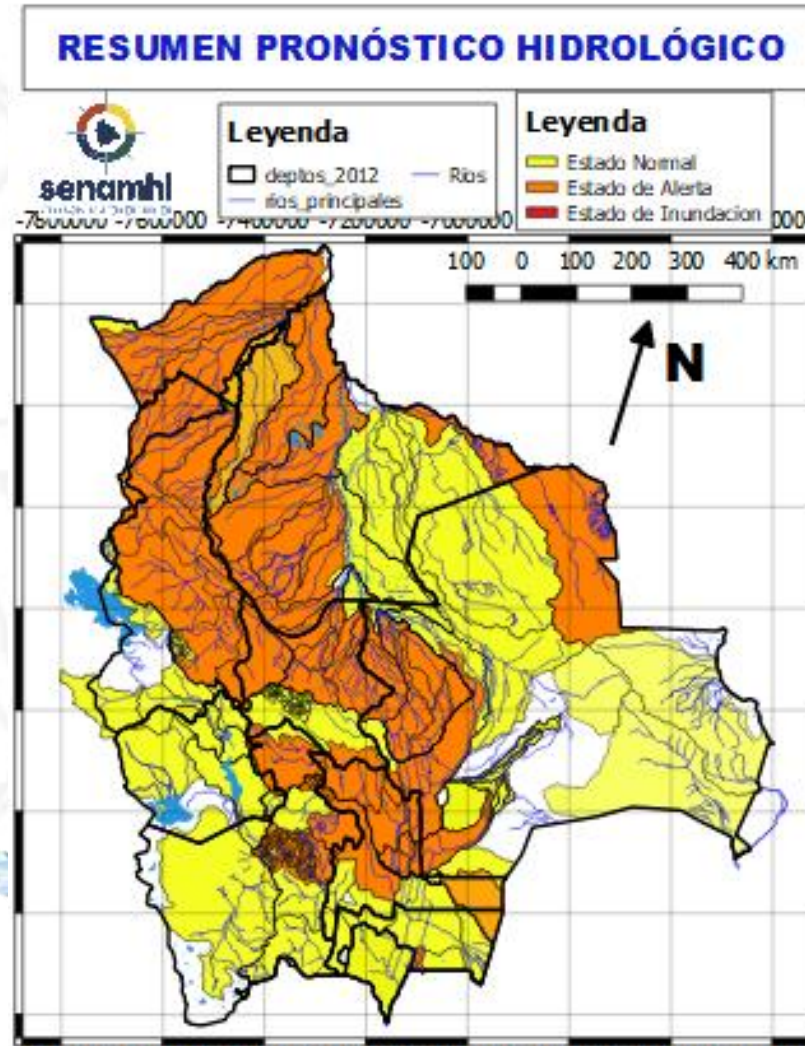 RESUMEN PRONÓSTICO HIDROLÓGICO
senamhi
Leyenda
deptos_2012
Rios
rios_principales
Leyenda
Estado Normal
Estado de Alerta
Estado de Inundacion
100 0 100 200 300 400 km
N